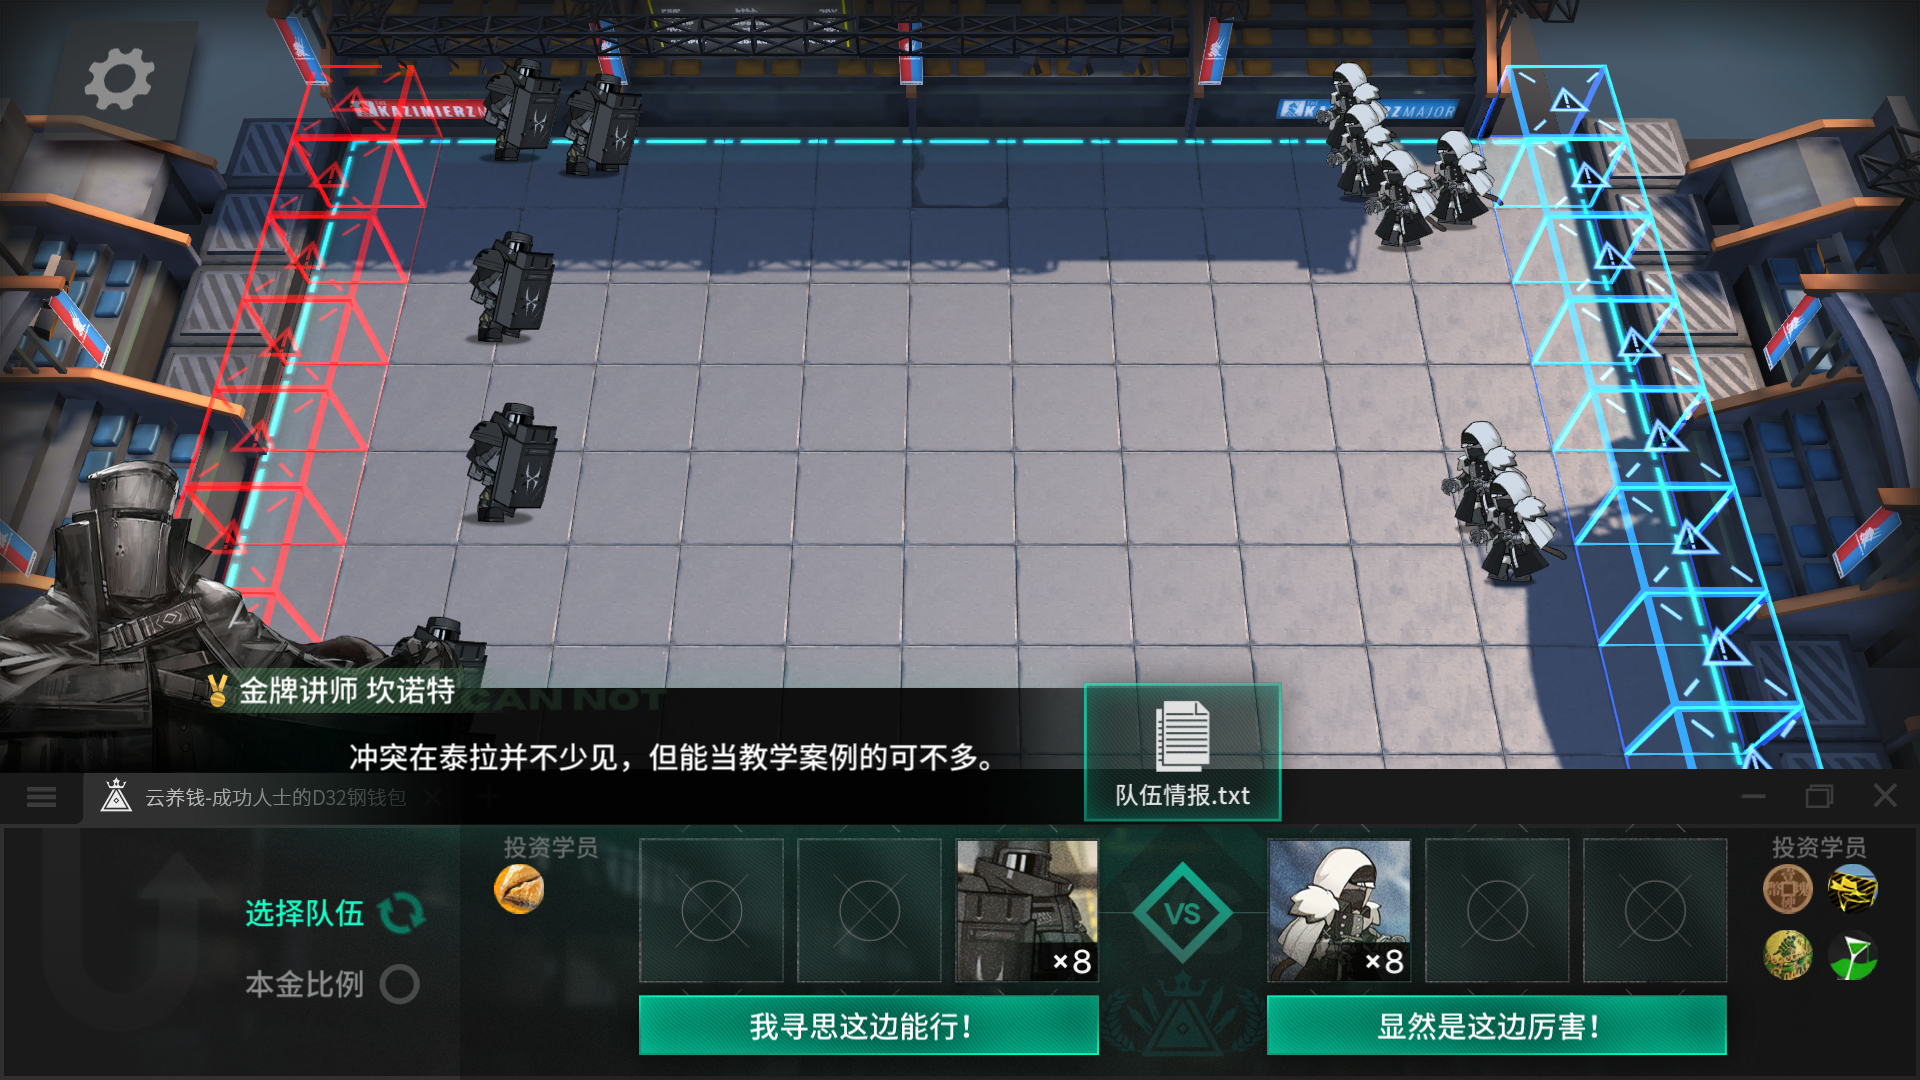 KAZIMIERZ
MAJOR
金牌讲师 坎诺特
CAN NOT
冲突在泰拉并不少见，但能当教学案例的可不多。
队伍情报.txt
云养钱-成功人士的D32钢钱包
选择队伍
本金比例
投资学员
×8
VS
×8
投资学员
我寻思这边能行！
显然是这边厉害！